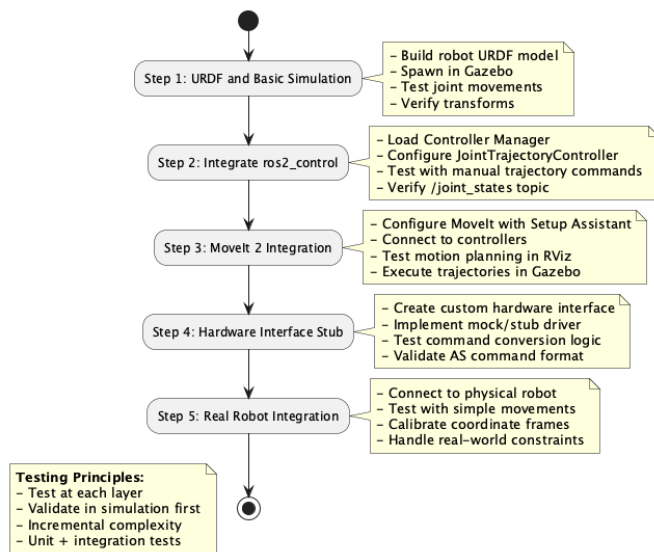 Step 1: URDF and Basic Simulation
- Build robot URDF model
- Spawn in Gazebo
- Test joint movements
- Verify transforms
Step 2: Integrate ros2_control
- Load Controller Manager
- Configure JointTrajectoryController
- Test with manual trajectory commands
- Verify /joint_states topic
Step 3: MoveIt 2 Integration
- Configure MoveIt with Setup Assistant
- Connect to controllers
- Test motion planning in RViz
- Execute trajectories in Gazebo
Step 4: Hardware Interface Stub
- Create custom hardware interface
- Implement mock/stub driver
- Test command conversion logic
- Validate AS command format
Step 5: Real Robot Integration
- Connect to physical robot
- Test with simple movements
- Calibrate coordinate frames
- Handle real-world constraints
Testing Principles:
- Test at each layer
- Validate in simulation first
- Incremental complexity
- Unit + integration tests